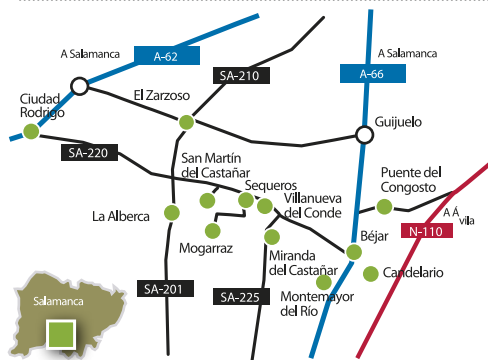 A Salamanca
A-62
SA-210
A Salamanca
A-66
Ciudad
Rodrigo
El Zarzoso
Guijuelo
SA-220
San Martín
del Castañar
Sequeros
Villanueva
del Conde
Puente del
Congosto
La Alberca
Mogarraz
A Á
vila
N-110
Béjar
Miranda
del Castañar
Candelario
SA-201
SA-225
Montemayor
del Río
Salamanca